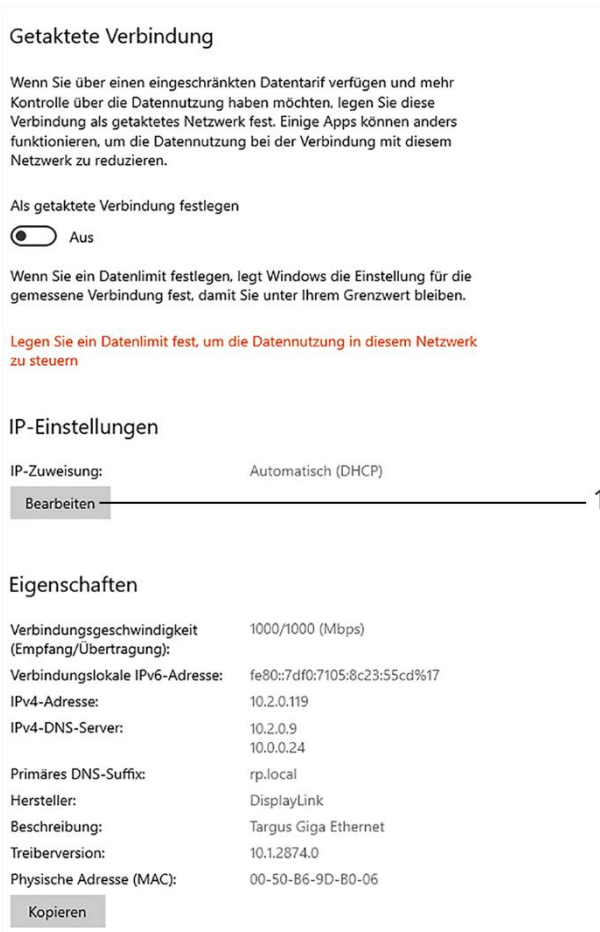 Getaktete Verbindung
Wenn Sie über einen eingeschränkten Datentarif verfügen und mehr
Kontrolle über die Datennutzung haben möchten, legen Sie diese
Verbindung als getaktetes Netzwerk fest. Einige Apps können anders
funktionieren, um die Datennutzung bei der Verbindung mit diesem
Netzwerk zu reduzieren.
Als getaktete Verbindung festlegen
Aus
Wenn Sie ein Datenlimit festlegen, legt Windows die Einstellung für die
gemessene Verbindung fest, damit Sie unter Ihrem Grenzwert bleiben.
Legen Sie ein Datenlimit fest, um die Datennutzung in diesem Netzwerk
zu steuern
IP-Einstellungen
IP-Zuweisung: Automatisch (DHCP)
Bearbeiten 1
Eigenschaften
Verbindungsgeschwindigkeit 1000/1000 (Mbps)
(Empfang/Übertragung):
Verbindungslokale IPv6-Adresse: fe80::7df0:7105:8c23:55cd%17
IPv4-Adresse: 10.2.0.119
IPv4-DNS-Server: 10.2.0.9
10.0.0.24
Primäres DNS-Suffix: rp.local
Hersteller: DisplayLink
Beschreibung: Targus Giga Ethernet
Treiberversion: 10.1.2874.0
Physische Adresse (MAC): 00-50-B6-9D-B0-06
Kopieren